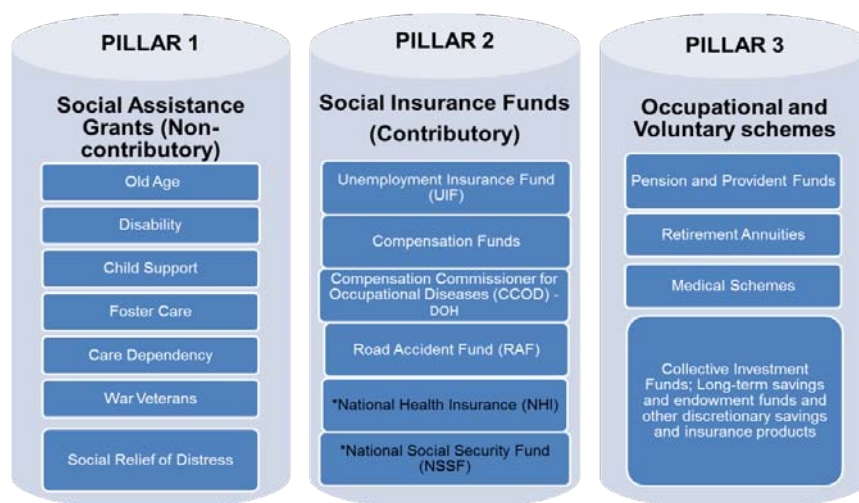 PILLAR 1
Social Assistance
Grants (Non-
contributory)
Old Age
Disability
Child Support
Foster Care
Care Dependency
War Veterans
Social Relief of Distress
PILLAR 2
Social Insurance Funds
(Contributory)
Unemployment Insurance Fund
(UIF)
Compensation Funds
Compensation Commissioner for
Occupational Diseases (CCOD) -
DOH
Road Accident Fund (RAF)
*National Health Insurance (NHI)
*National Social Security Fund
(NSSF)
PILLAR 3
Occupational and
Voluntary schemes
Pension and Provident Funds
Retirement Annuities
Medical Schemes
Collective Investment
Funds; Long-term savings
and endowment funds and
other discretionary savings
and insurance products